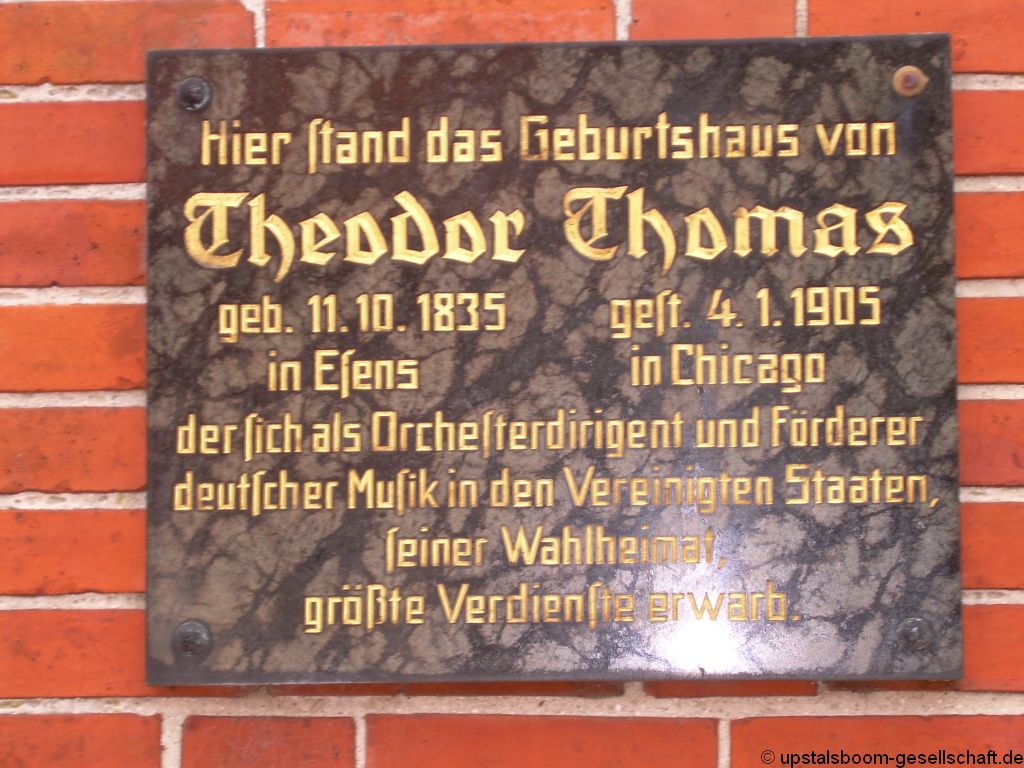 Hier ſtand das Geburtshaus von
Theodor Thomas
geb. 11. 10. 1835 geſt. 4. 1. 1905
in Eſens in Chicago
der ſich als Orcheſterdirigent und Förderer
deutſcher Muſik in den Vereinigten Staaten,
ſeiner Wahlheimat,
größte Verdienſte erwarb.
© upstalsboom-gesellschaft.de